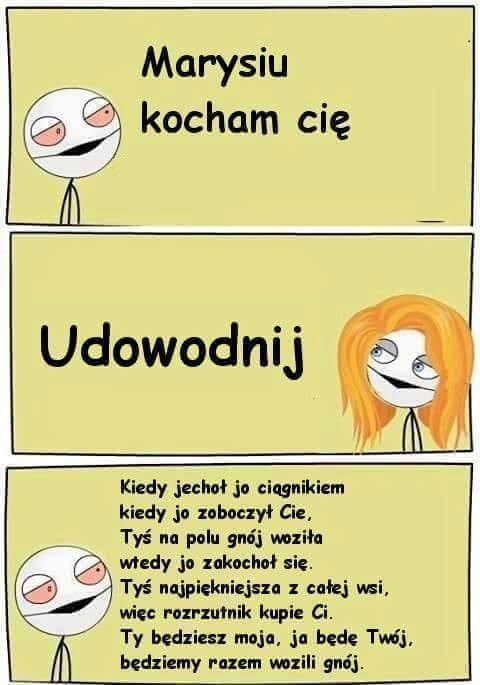 Marysiu
kocham cię
Udowodnij
Kiedy jechoł jo ciągnikiem
kiedy jo zoboczył Cie,
Tyś na polu gnój woziła
wtedy jo zakochoł się.
Tyś najpiękniejsza z całej wsi,
więc rozrzutnik kupie Ci.
Ty będziesz moja, ja będę Twój,
będziemy razem wozili gnój.